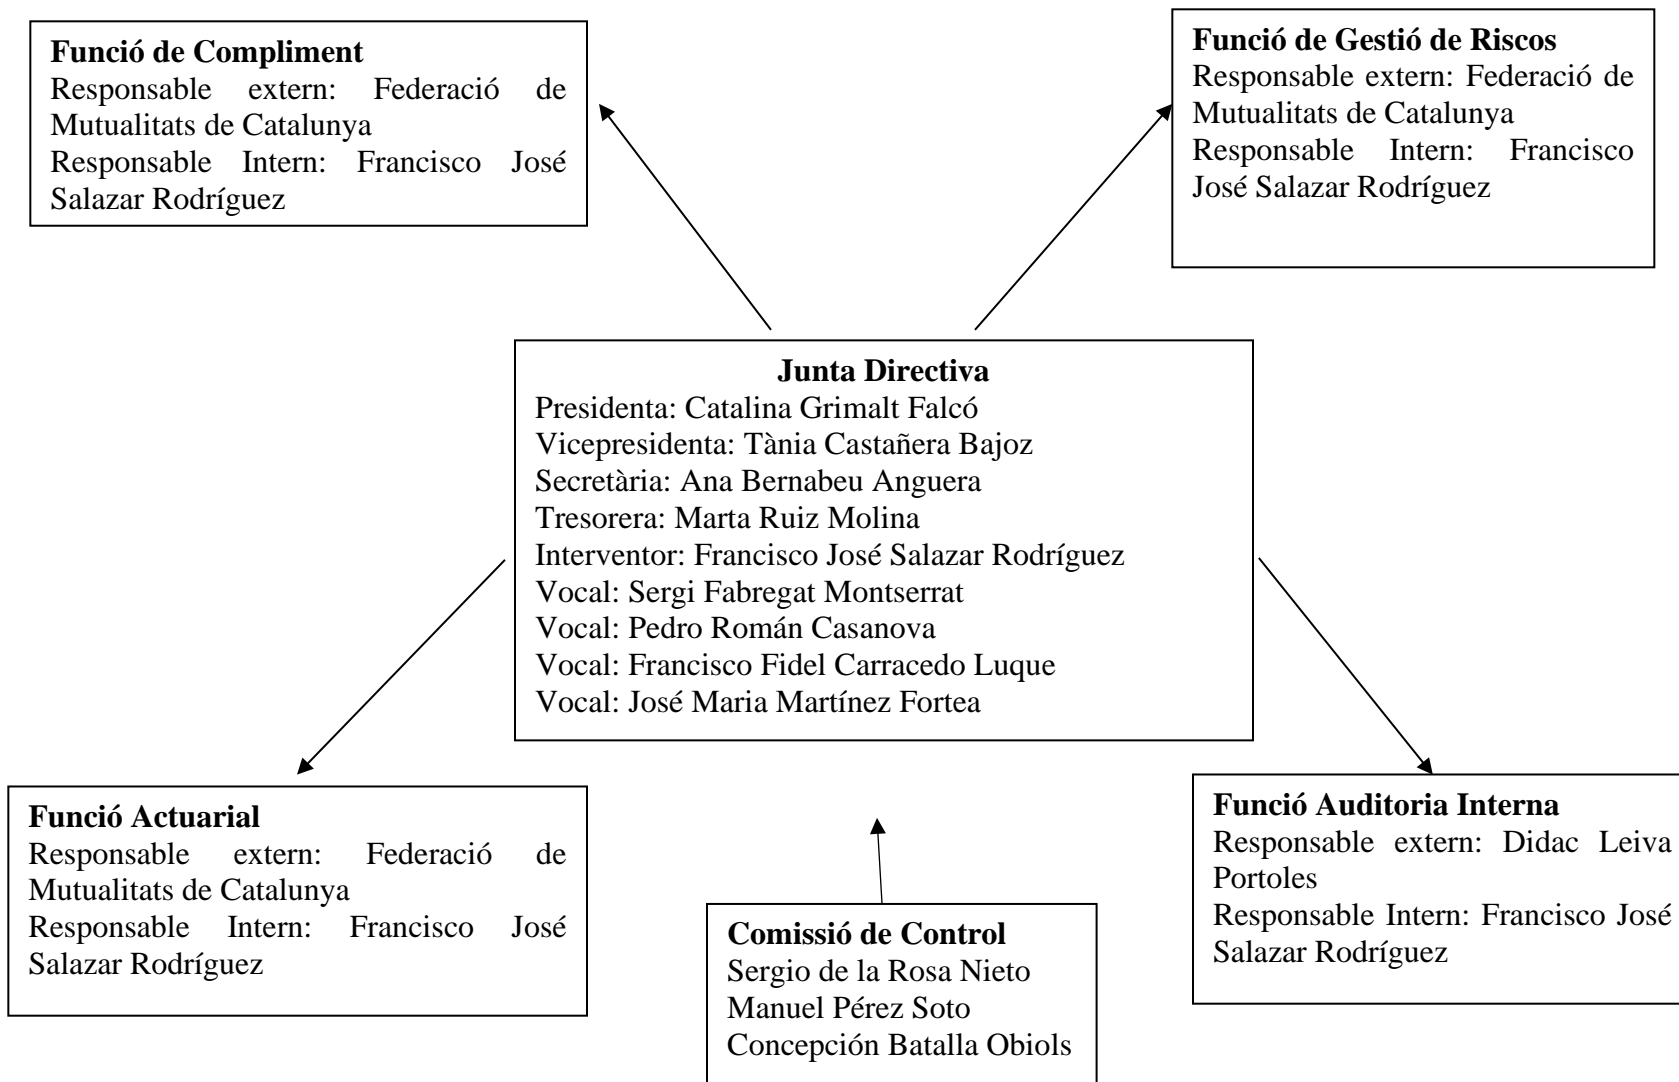 Funció de Compliment
Responsable extern: Federació de
Mutualitats de Catalunya
Responsable Intern: Francisco José
Salazar Rodríguez
Funció de Gestió de Riscos
Responsable extern: Federació de
Mutualitats de Catalunya
Responsable Intern: Francisco
José Salazar Rodríguez
Junta Directiva
Presidenta: Catalina Grimalt Falcó
Vicepresidenta: Tània Castañera Bajoz
Secretària: Ana Bernabeu Anguera
Tresorera: Marta Ruiz Molina
Interventor: Francisco José Salazar Rodríguez
Vocal: Sergi Fabregat Montserrat
Vocal: Pedro Román Casanova
Vocal: Francisco Fidel Carracedo Luque
Vocal: José Maria Martínez Fortea
Funció Actuarial
Responsable extern: Federació de
Mutualitats de Catalunya
Responsable Intern: Francisco José
Salazar Rodríguez
Comissió de Control
Sergio de la Rosa Nieto
Manuel Pérez Soto
Concepción Batalla Obiols
Funció Auditoria Interna
Responsable extern: Didac Leiva
Portoles
Responsable Intern: Francisco José
Salazar Rodríguez